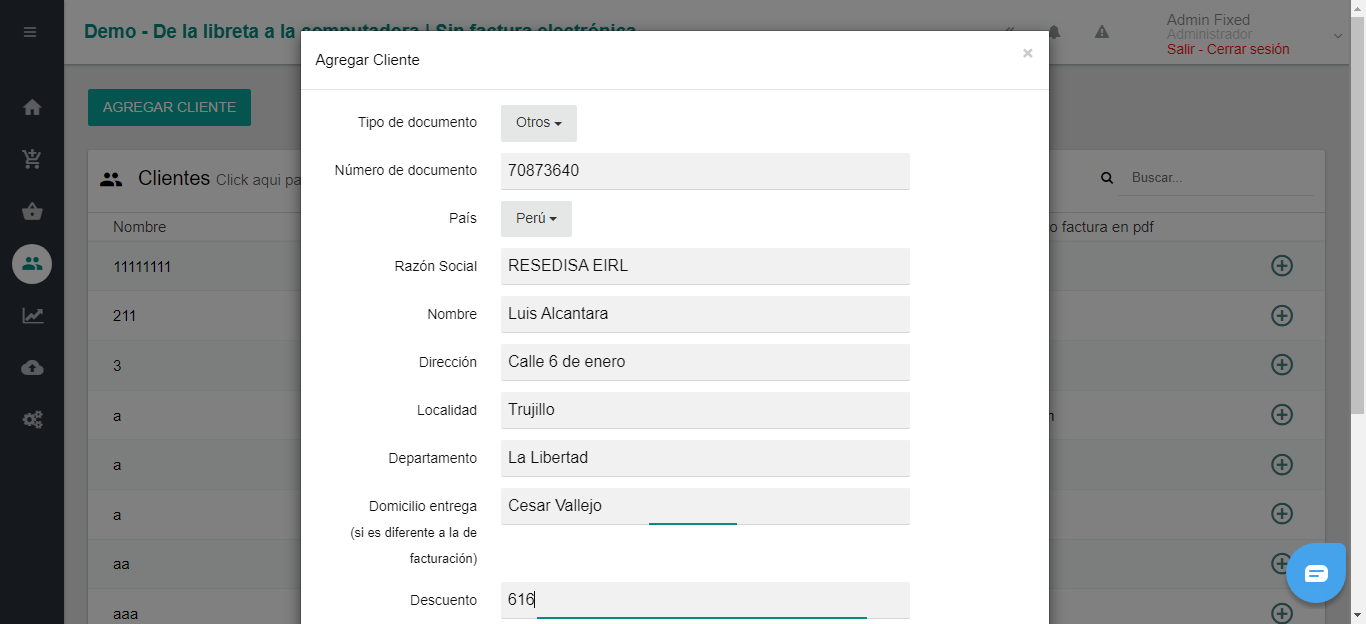 Demo - De la libreta a la computadora | Sin factura electrónica
Admin Fixed
Administrador
Salir - Cerrar sesión
Agregar Cliente
×
AGREGAR CLIENTE
Tipo de documento
Otros
Número de documento
70873640
Clientes Click aqui pa
Buscar...
País
Perú
Nombre
o factura en pdf
Razón Social
RESEDISA EIRL
11111111
Nombre
Luis Alcantara
211
Dirección
Calle 6 de enero
3
Localidad
Trujillo
a
Departamento
La Libertad
a
Domicilio entrega
(si es diferente a la de
facturación)
Cesar Vallejo
a
aa
Descuento
616
aaa